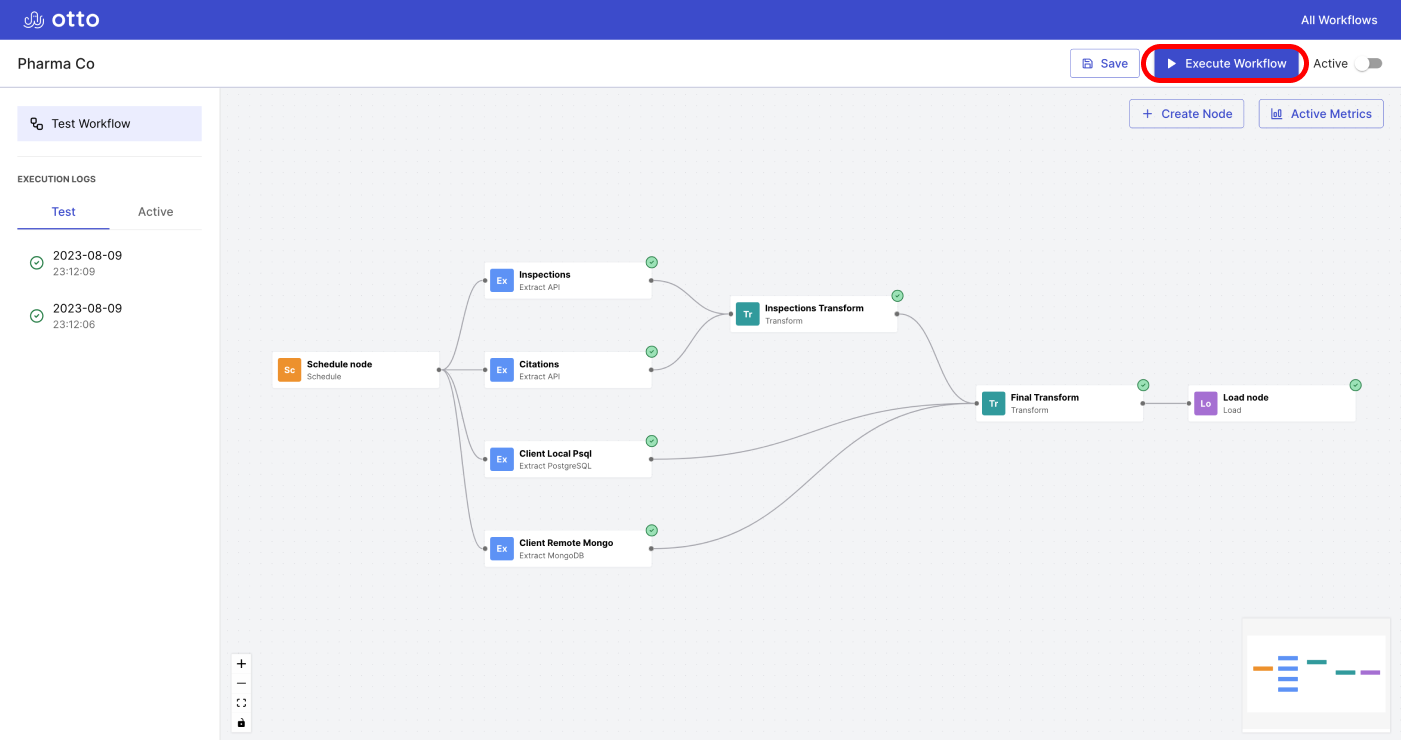 otto
All Workflows
Pharma Co
Save
Execute Workflow
Active
Test Workflow
Create Node
Active Metrics
EXECUTION LOGS
Test
Active
2023-08-09
23:12:09
2023-08-09
23:12:06
Sc
Schedule node
Schedule
Ex
Inspections
Extract API
Ex
Citations
Extract API
Ex
Client Local Psql
Extract PostgreSQL
Ex
Client Remote Mongo
Extract MongoDB
Tr
Inspections Transform
Transform
Tr
Final Transform
Transform
Lo
Load node
Load